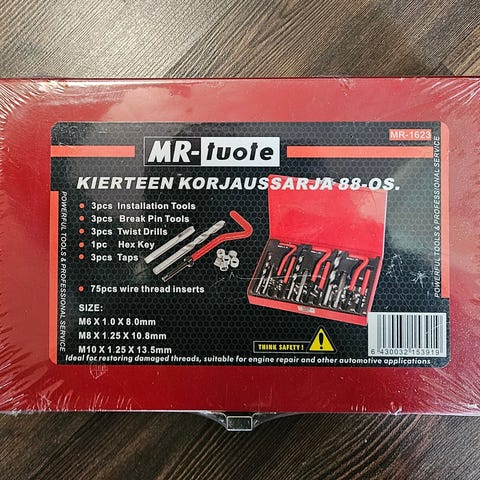 MR-1623
MR-tuote
KIERTEEN KORJAUSSARJA 88-OS.
• 3pcs Installation Tools
• 3pcs Break Pin Tools
• 3pcs Twist Drills
• 1pc Hex Key
• 3pcs Taps
• 75pcs wire thread inserts
SIZE:
M6 X 1.0 X 8.0mm
M8 X 1.25 X 10.8mm
M10 X 1.25 X 13.5mm
THINK SAFETY !
6 430032 153919
Ideal for restoring damaged threads, suitable for engine repair and other automotive applications
POWERFUL TOOLS & PROFESSIONAL SERVICE
POWERFUL TOOLS & PROFESSIONAL SERVICE